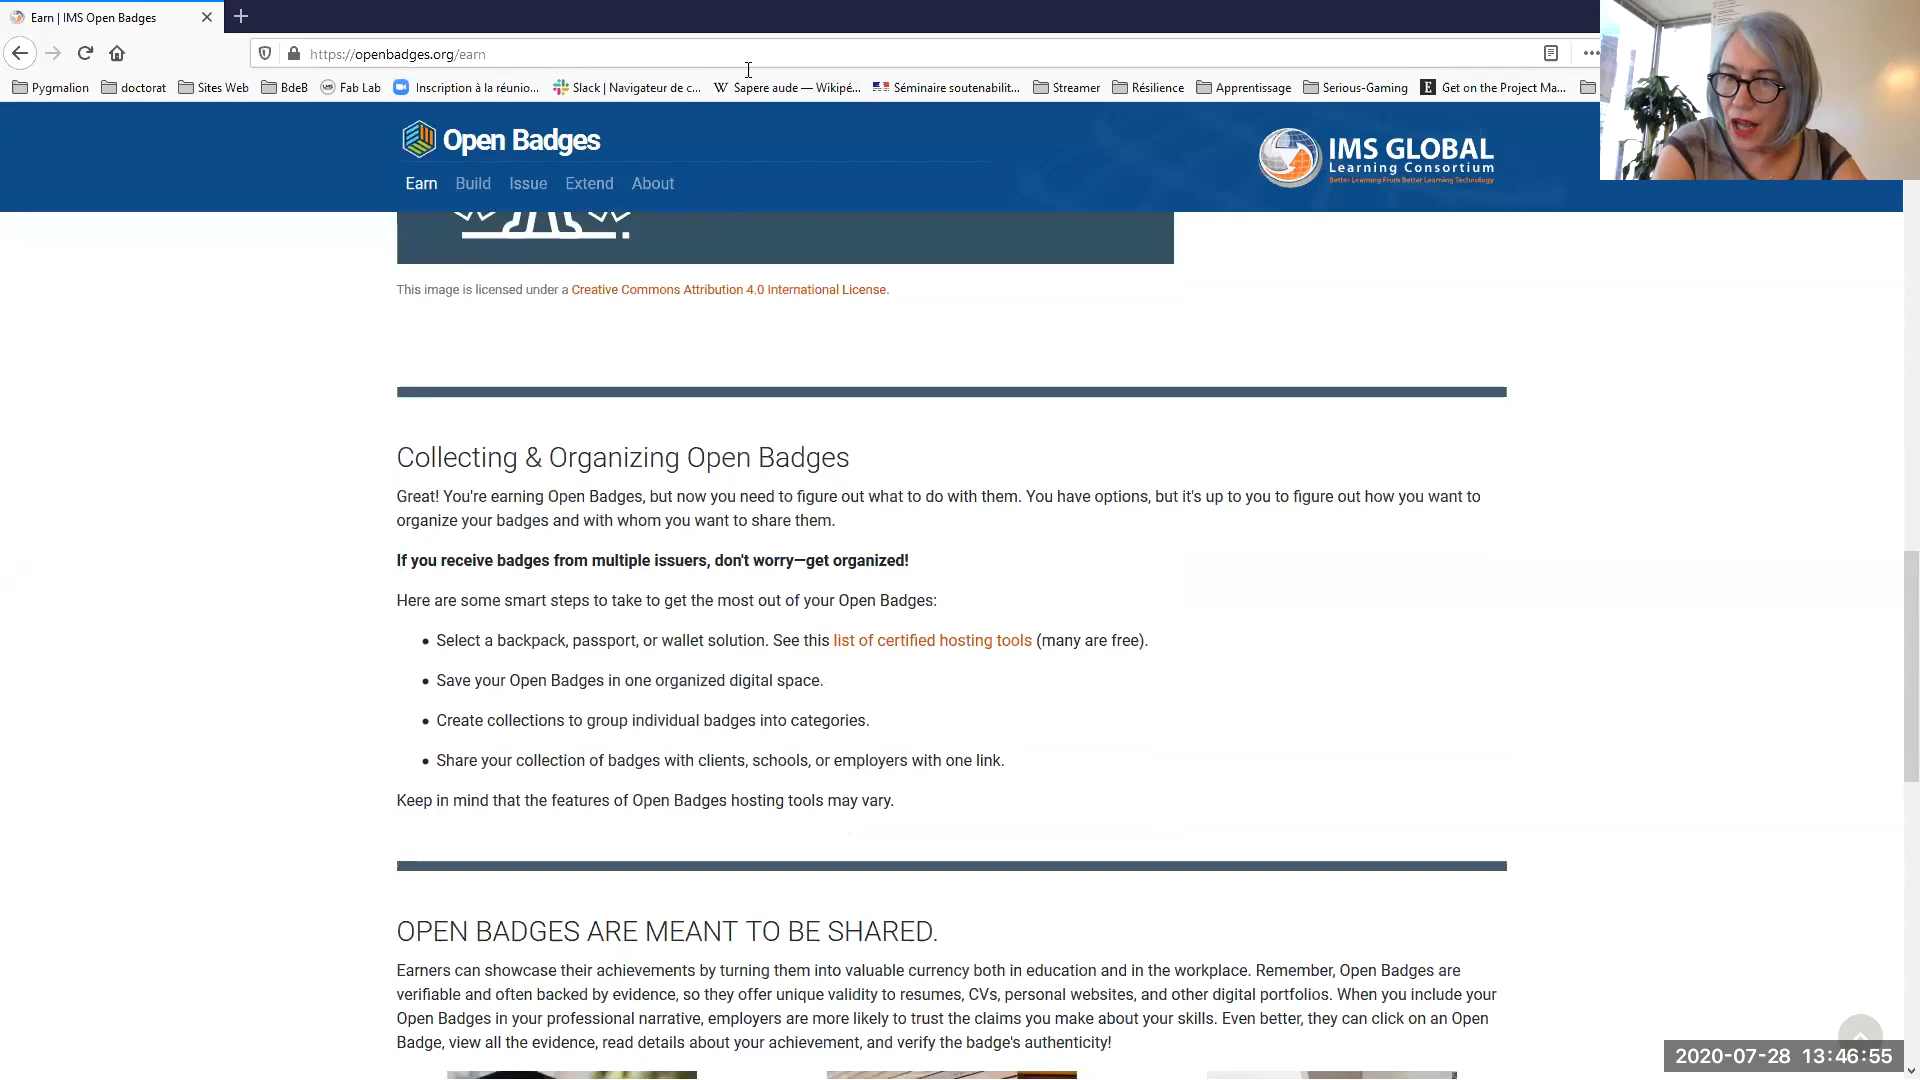 Earn | IMS Open Badges
https://openbadges.org/earn
Pygmalion doctorat Sites Web BdeB Fab Lab Inscription à la réunio... Slack | Navigateur de c... Sapere aude — Wikipé... Séminaire soutenabilit... Streamer Résilience Apprentissage Serious-Gaming Get on the Project Ma...
Open Badges
IMS GLOBAL
Learning Consortium
Better Learning From Better Learning Technology
Earn Build Issue Extend About
This image is licensed under a Creative Commons Attribution 4.0 International License.
Collecting & Organizing Open Badges
Great! You're earning Open Badges, but now you need to figure out what to do with them. You have options, but it's up to you to figure out how you want to
organize your badges and with whom you want to share them.
If you receive badges from multiple issuers, don't worry—get organized!
Here are some smart steps to take to get the most out of your Open Badges:
• Select a backpack, passport, or wallet solution. See this list of certified hosting tools (many are free).
• Save your Open Badges in one organized digital space.
• Create collections to group individual badges into categories.
• Share your collection of badges with clients, schools, or employers with one link.
Keep in mind that the features of Open Badges hosting tools may vary.
OPEN BADGES ARE MEANT TO BE SHARED.
Earners can showcase their achievements by turning them into valuable currency both in education and in the workplace. Remember, Open Badges are
verifiable and often backed by evidence, so they offer unique validity to resumes, CVs, personal websites, and other digital portfolios. When you include your
Open Badges in your professional narrative, employers are more likely to trust the claims you make about your skills. Even better, they can click on an Open
Badge, view all the evidence, read details about your achievement, and verify the badge's authenticity!
2020-07-28 13:46:55